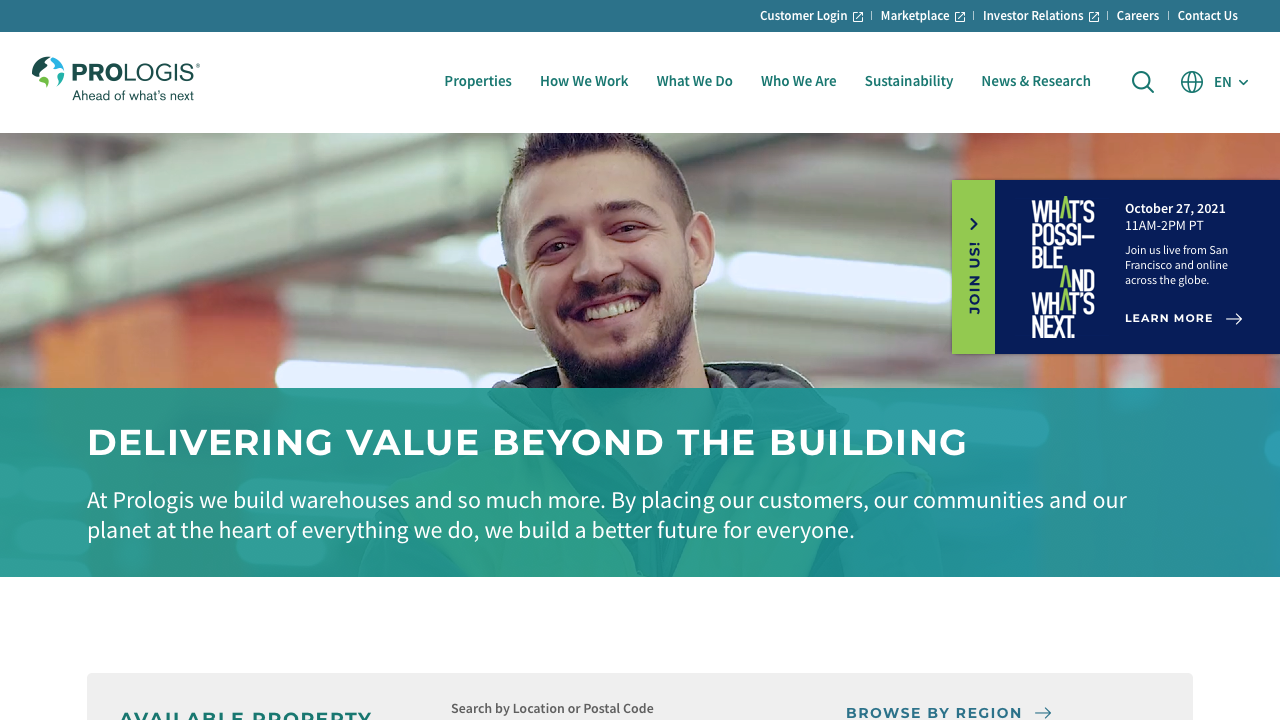 Customer Login
Marketplace
Investor Relations
Careers
Contact Us
PROLOGIS®
Ahead of what's next
Properties
How We Work
What We Do
Who We Are
Sustainability
News & Research
EN
JOIN US!
WHAT'S
POSSI–
BLE
AND
WHAT'S
NEXT.
October 27, 2021
11AM-2PM PT
Join us live from San
Francisco and online
across the globe.
LEARN MORE
DELIVERING VALUE BEYOND THE BUILDING
At Prologis we build warehouses and so much more. By placing our customers, our communities and our
planet at the heart of everything we do, we build a better future for everyone.
AVAILABLE PROPERTY
Search by Location or Postal Code
BROWSE BY REGION